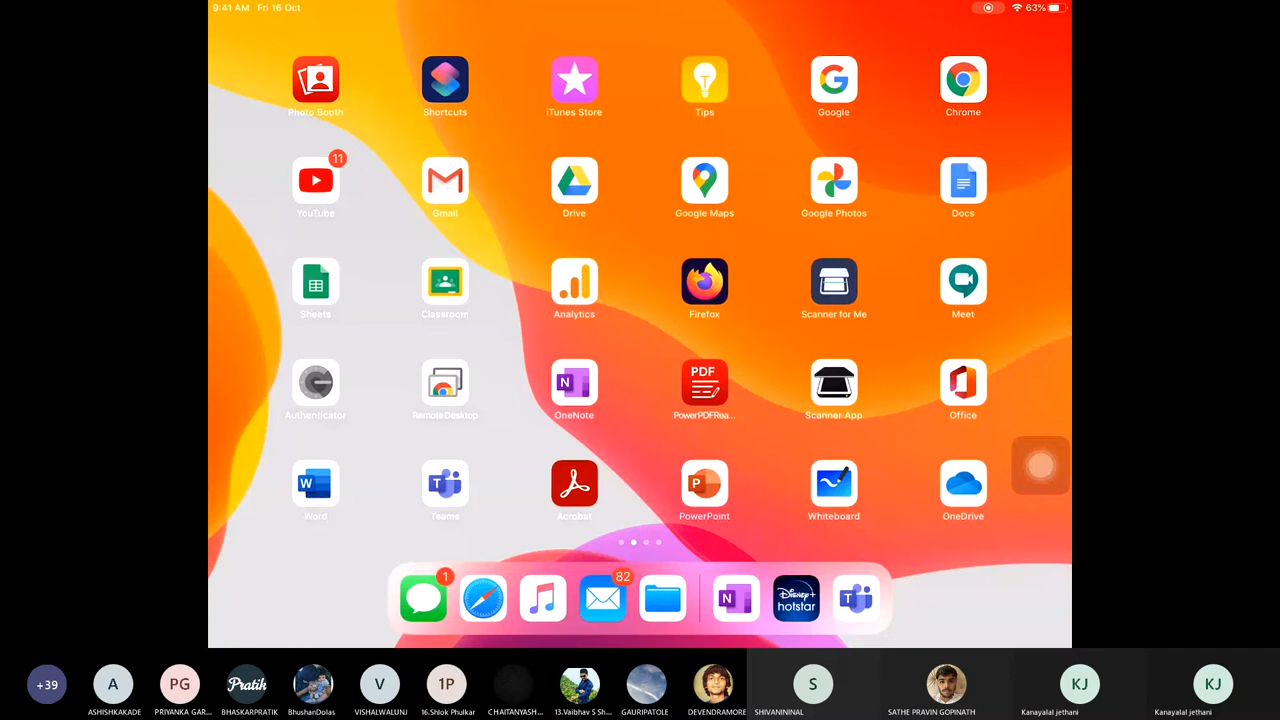 9:41 AM Fri 16 Oct 63%
Photo Booth Shortcuts iTunes Store Tips Google Chrome
11
YouTube Gmail Drive Google Maps Google Photos Docs
Sheets Classroom Analytics Firefox Scanner for Me Meet
PDF
Authenticator Remote Desktop OneNote PowerPDFRea... Scanner App Office
Word Teams Acrobat PowerPoint Whiteboard OneDrive
1 82
Disney+
hotstar
+39 A PG Pratik V 1P S KJ KJ
ASHISHKAKADE PRIYANKA GAR... BHASKARPRATIK BhushanDolas VISHALWALUNJ 16.Shlok Phulkar CHAITANYASH... 13.Vaibhav S Sh... GAURIPATOLE DEVENDRAMORE SHIVANININAL SATHE PRAVIN GOPINATH Kanayalal jethani Kanayalal jethani